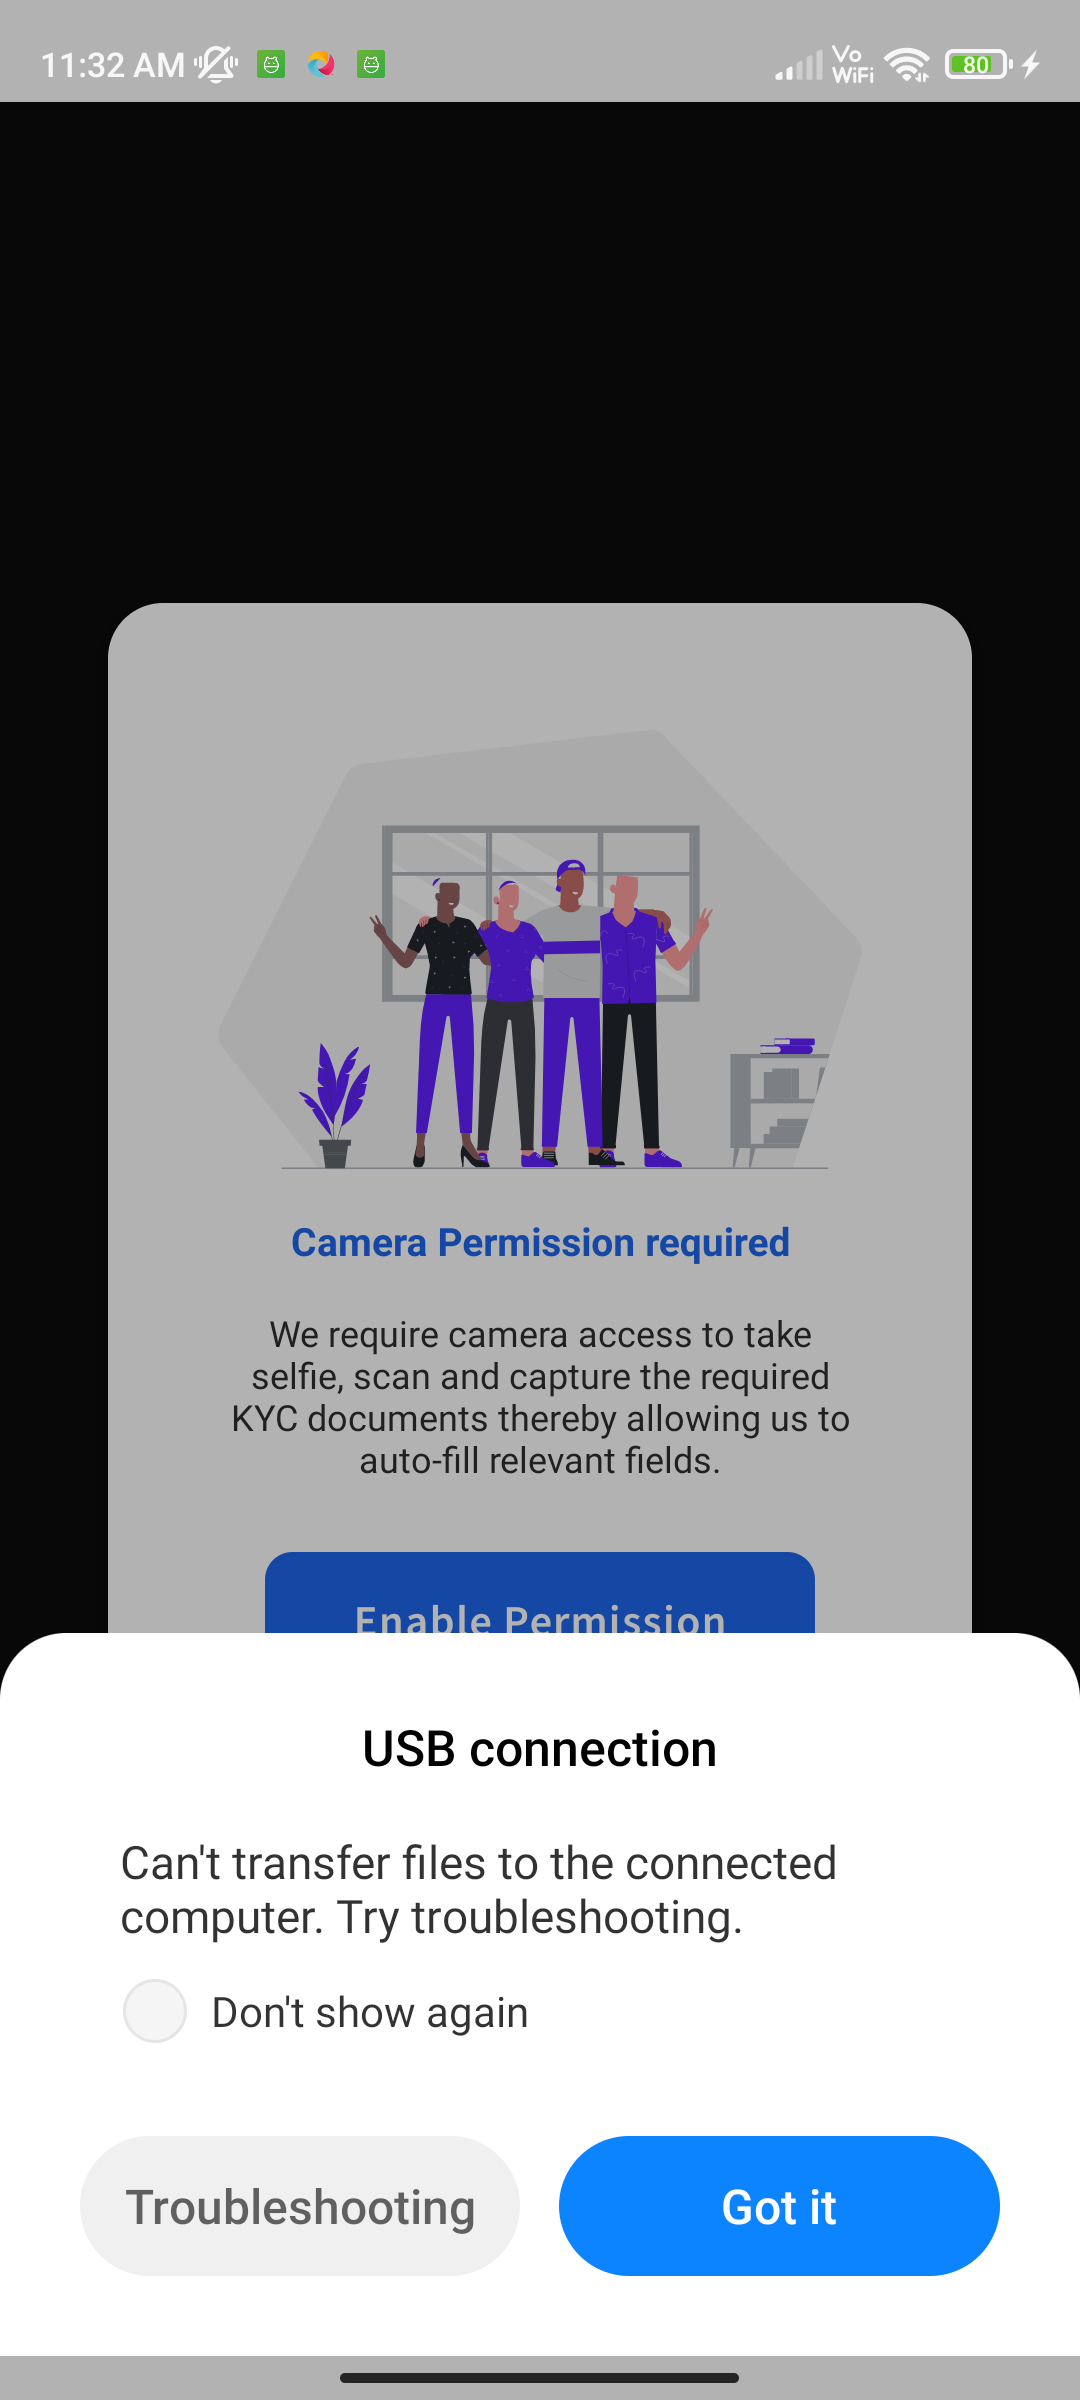 11:32 AM
Vo
WiFi
80
Camera Permission required
We require camera access to take
selfie, scan and capture the required
KYC documents thereby allowing us to
auto-fill relevant fields.
Enable Permission
USB connection
Can't transfer files to the connected
computer. Try troubleshooting.
Don't show again
Troubleshooting
Got it